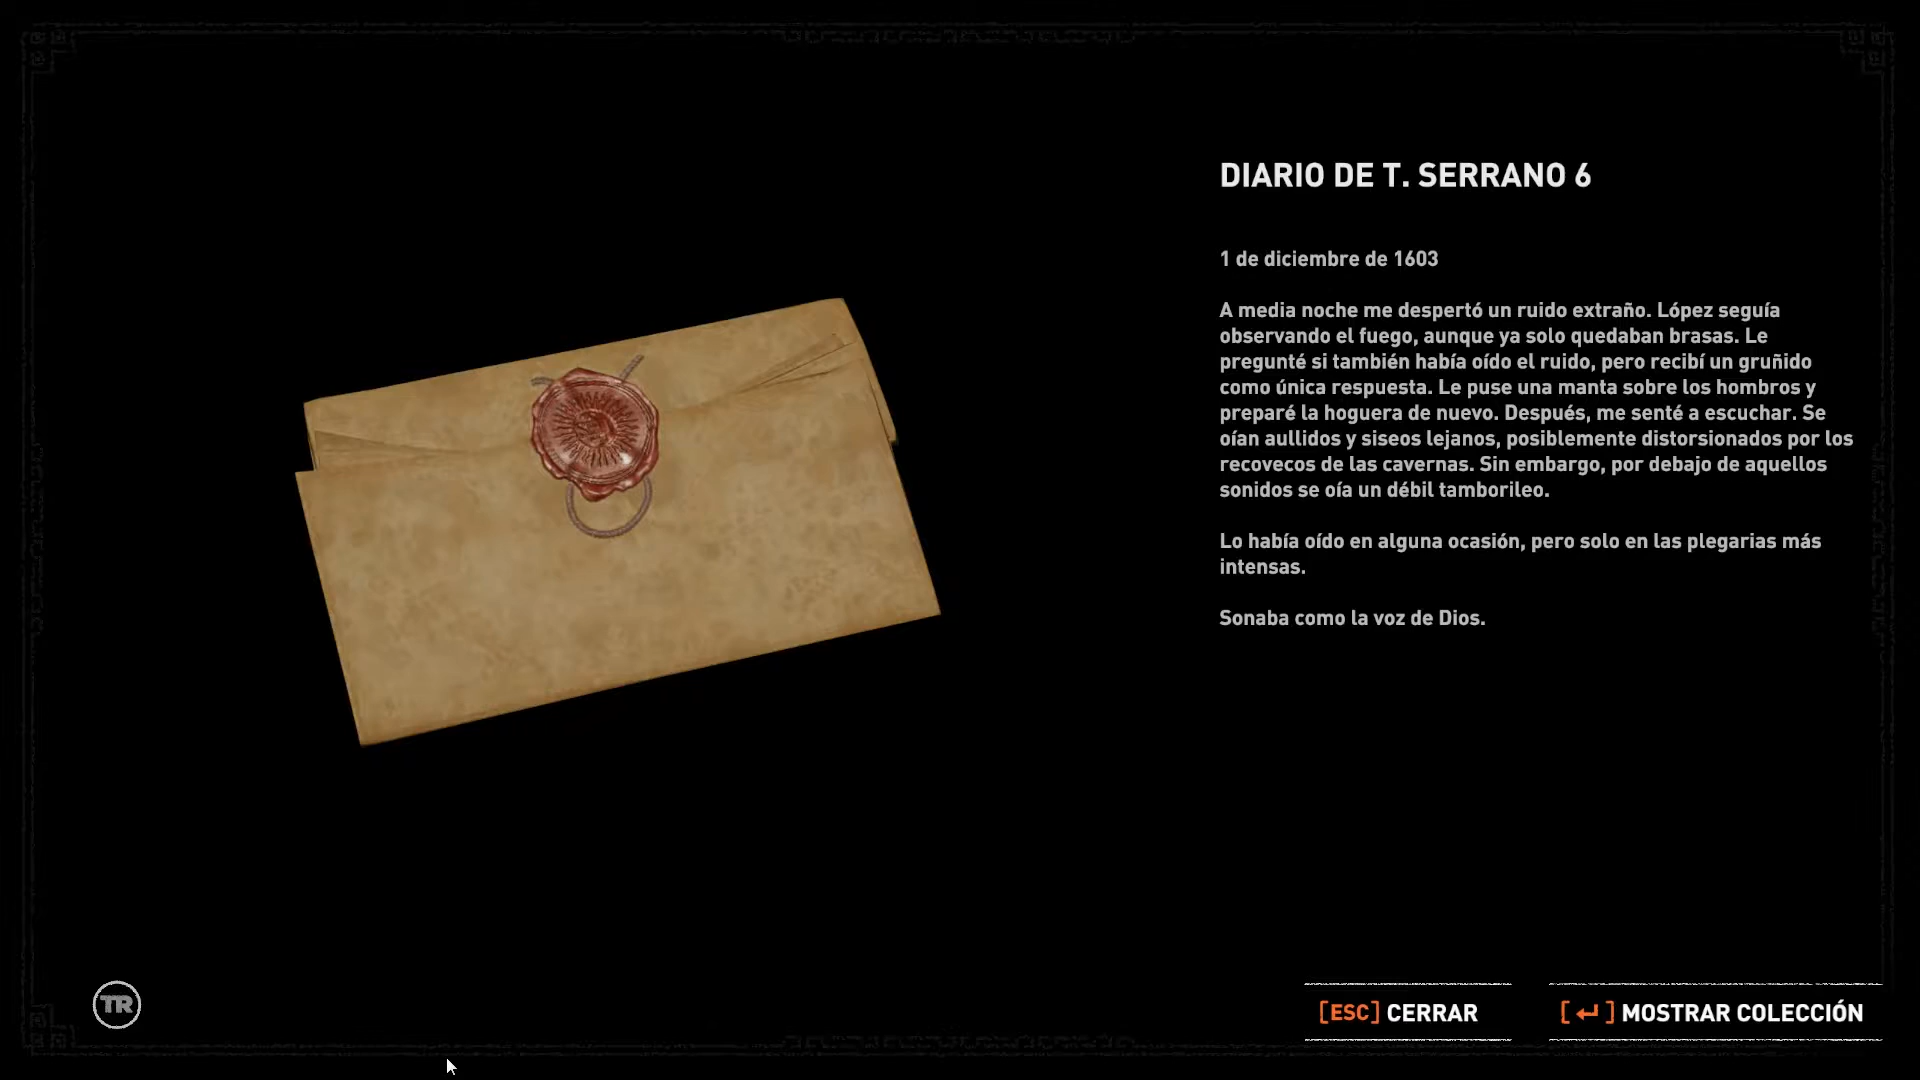 DIARIO DE T. SERRANO 6
1 de diciembre de 1603
A media noche me despertó un ruido extraño. López seguía
observando el fuego, aunque ya solo quedaban brasas. Le
pregunté si también había oído el ruido, pero recibí un gruñido
como única respuesta. Le puse una manta sobre los hombros y
preparé la hoguera de nuevo. Después, me senté a escuchar. Se
oían aullidos y siseos lejanos, posiblemente distorsionados por los
recovecos de las cavernas. Sin embargo, por debajo de aquellos
sonidos se oía un débil tamborileo.
Lo había oído en alguna ocasión, pero solo en las plegarias más
intensas.
Sonaba como la voz de Dios.
TR
[ESC] CERRAR
[↵] MOSTRAR COLECCIÓN